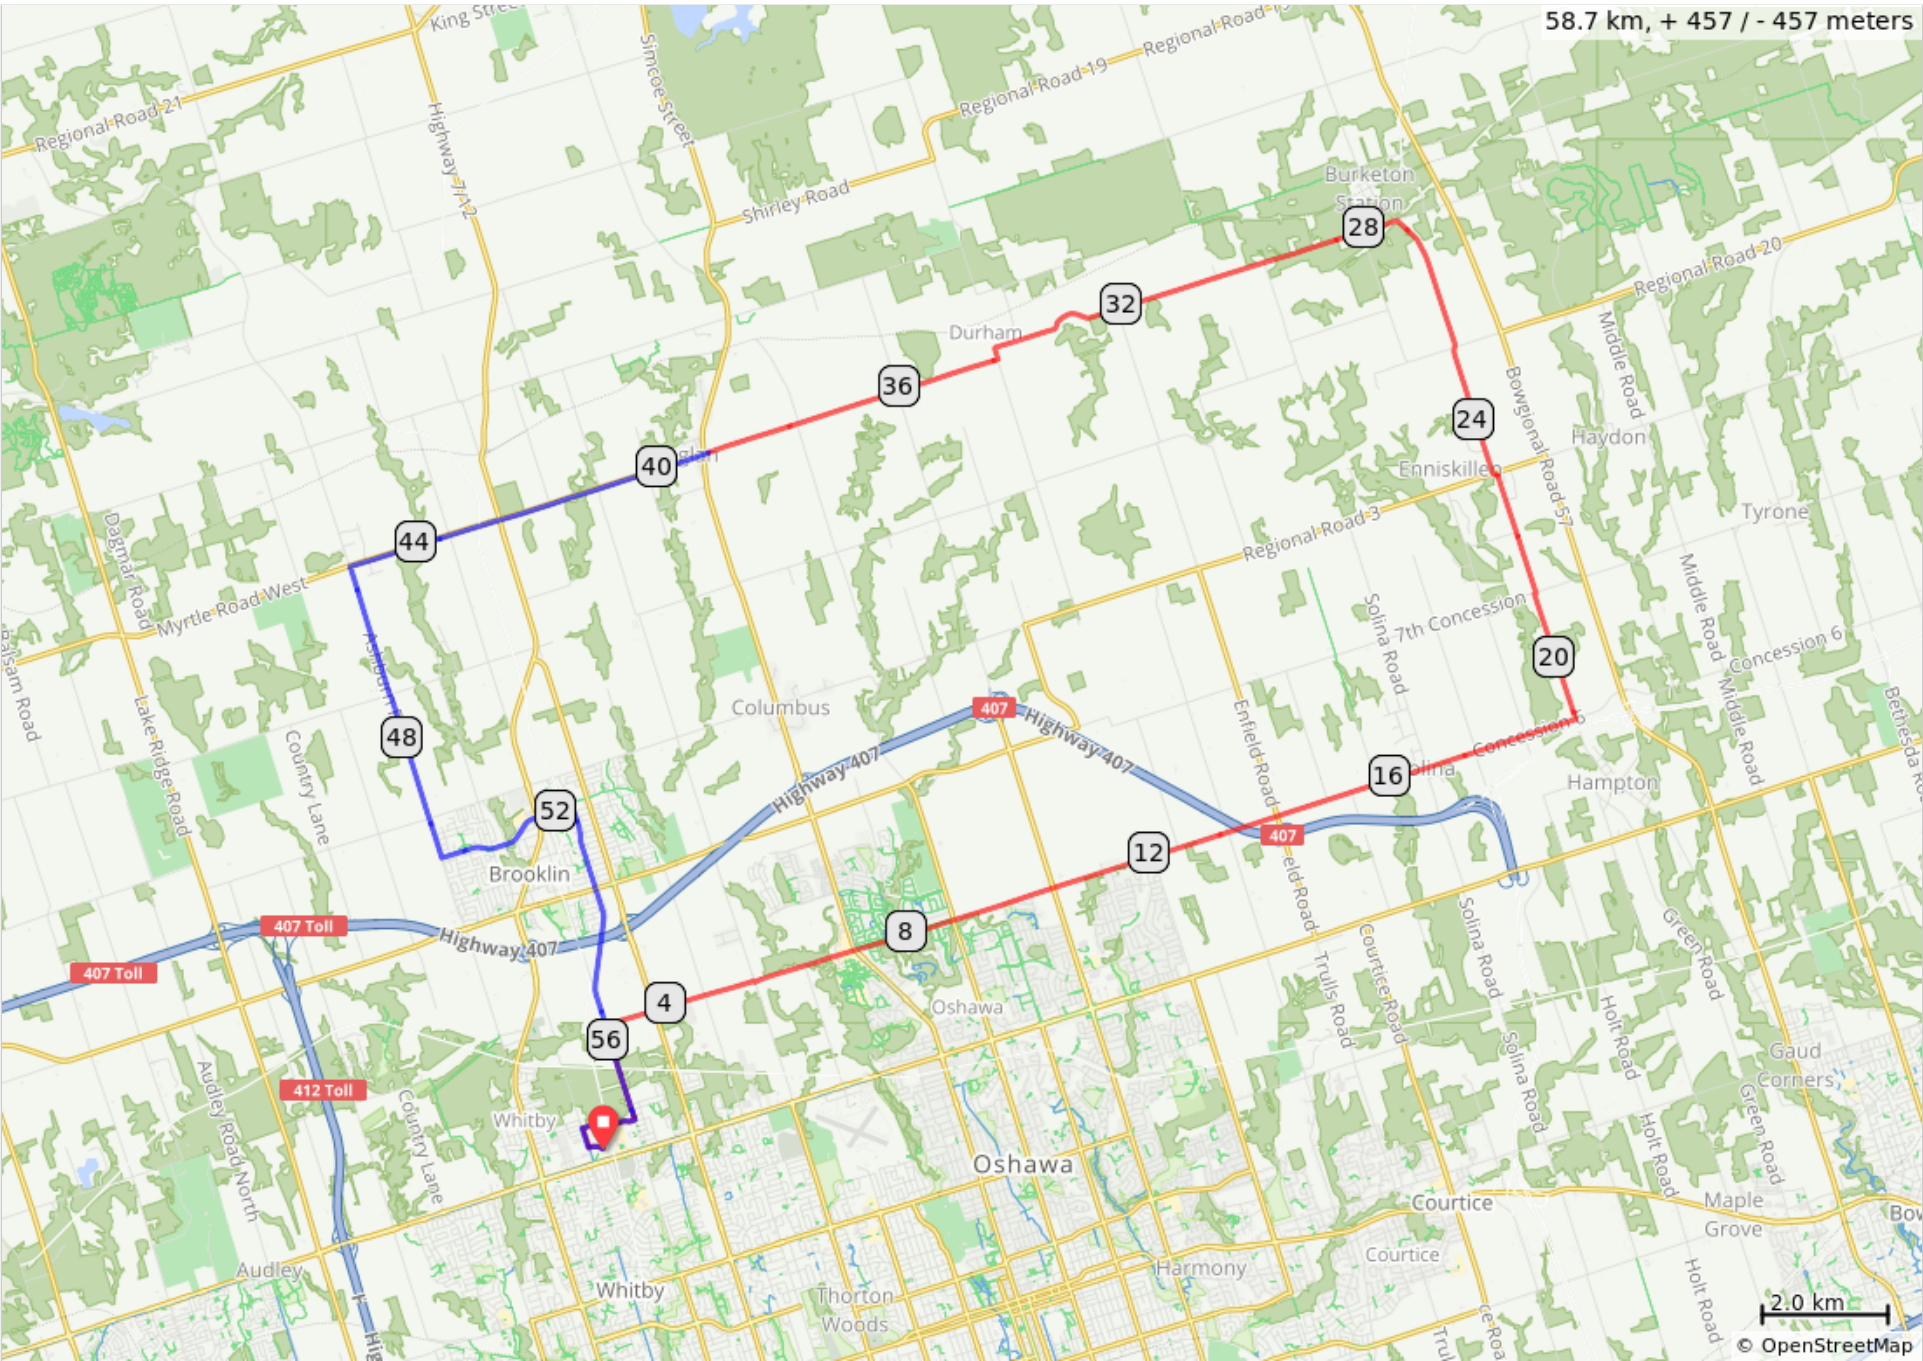 58.7 km, + 457 / - 457 meters
King Street
Regional Road 19
Regional Road 19
Simcoe Street
Regional Road 21
Highway 7/12
Shirley Road
Burketon
Station
28
Regional Road 20
32
Durham
Middle Road
36
24
Haydon
Enniskillen
40
44
Bowgional Road 57
Regional Road 3
Tyrone
Dagmar Road
Myrtle Road West
Solina Road
7th Concession
Middle Road
Concession 6
20
Columbus
407
Highway 407
48
Lake Ridge Road
Country Lane
Highway 407
Enfield Road
Concession 6
16
Middle Road
Hampton
52
407
12
Brooklin
8
407 Toll
Highway 407
407 Toll
4
Oshawa
Trulls Road
Courtice Road
Solina Road
Green Road
56
Holt Road
Solina Road
Gaud
Corners
412 Toll
Audley Road North
Country Lane
Whitby
Holt Road
Green Road
Oshawa
Courtice
Maple
Grove
Audley
Whitby
Harmony
Courtice
Thorton
Woods
Holt Road
2.0 km
© OpenStreetMap